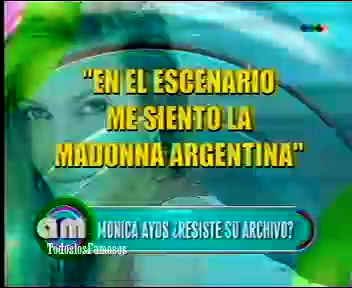 "EN EL ESCENARIO
ME SIENTO LA
MADONNA ARGENTINA"
am
MONICA AYOS ¿RESISTE SU ARCHIVO?
TodoslosFamosos